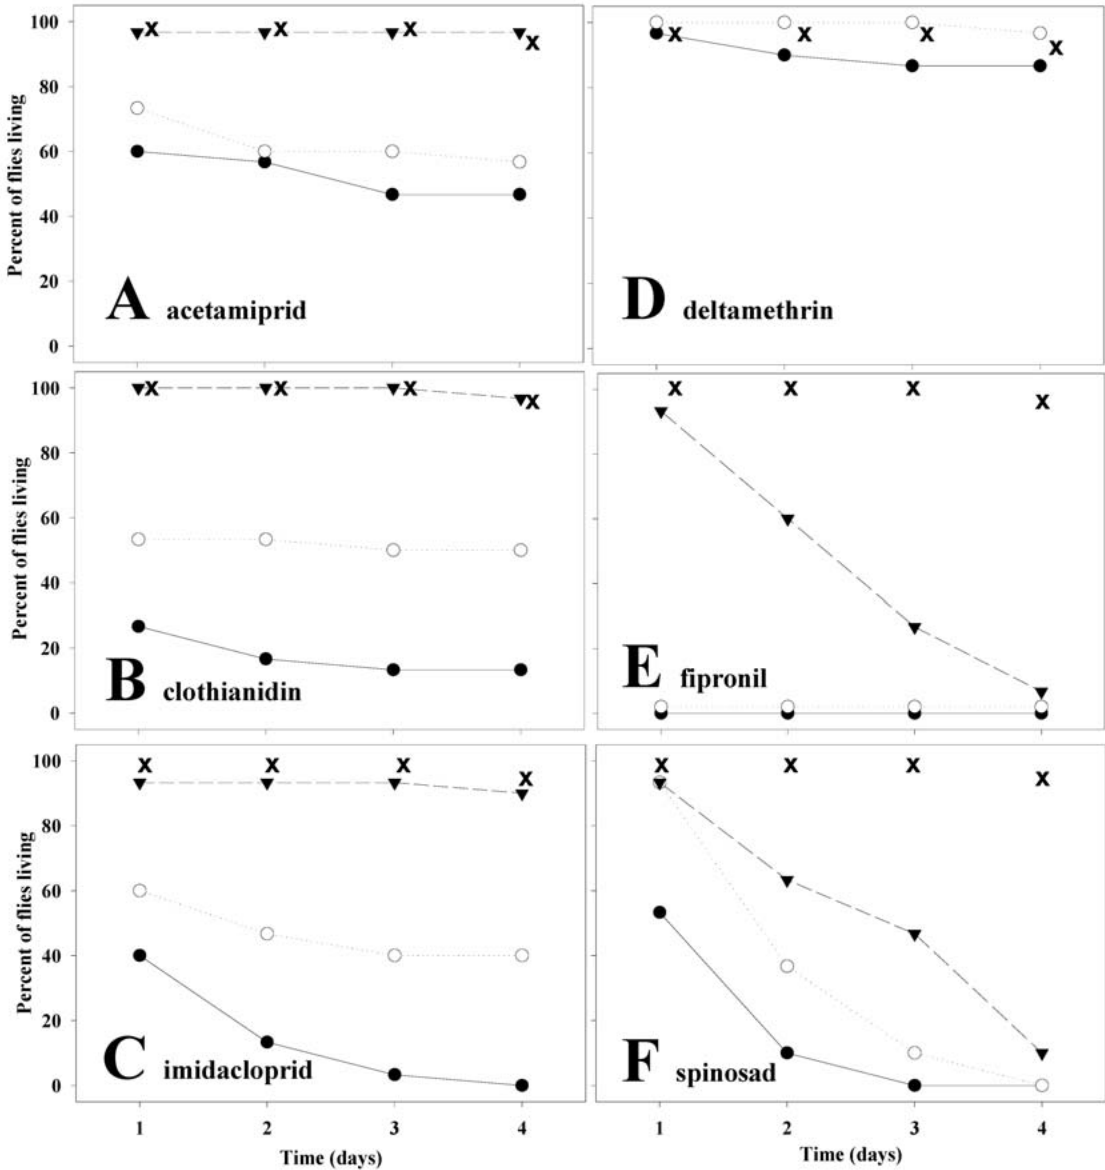 Percent of flies living
100
80
60
40
20
0
A acetamiprid
X X X X
D deltamethrin
X X X X
Percent of flies living
100
80
60
40
20
0
B clothianidin
X X X X
E fipronil
X X X X
Percent of flies living
100
80
60
40
20
0
C imidacloprid
X X X X
F spinosad
X X X X
1 2 3 4
Time (days)
1 2 3 4
Time (days)